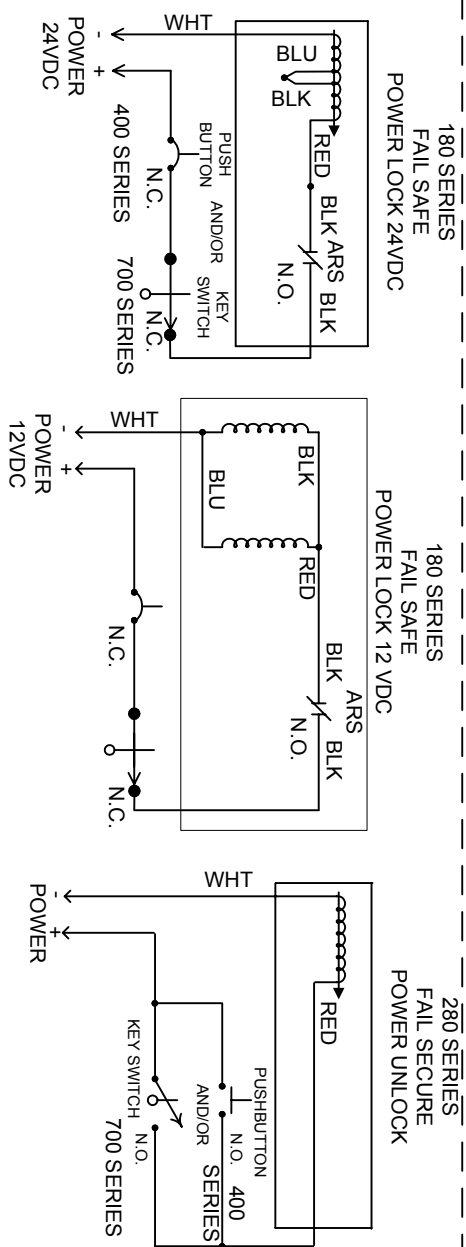 180 SERIES
FAIL SAFE
POWER LOCK 24VDC
BLU
BLK
RED
BLK
ARS
N.O.
BLK
WHT
-
+
POWER
24VDC
PUSH
BUTTON
N.C.
400 SERIES
AND/OR
KEY
SWITCH
N.C.
700 SERIES
180 SERIES
FAIL SAFE
POWER LOCK 12 VDC
BLK
BLU
RED
BLK
ARS
N.O.
BLK
WHT
-
+
POWER
12VDC
N.C.
N.C.
280 SERIES
FAIL SECURE
POWER UNLOCK
RED
WHT
-
+
POWER
PUSHBUTTON
N.O.
400
SERIES
AND/OR
KEY SWITCH
N.O.
700 SERIES